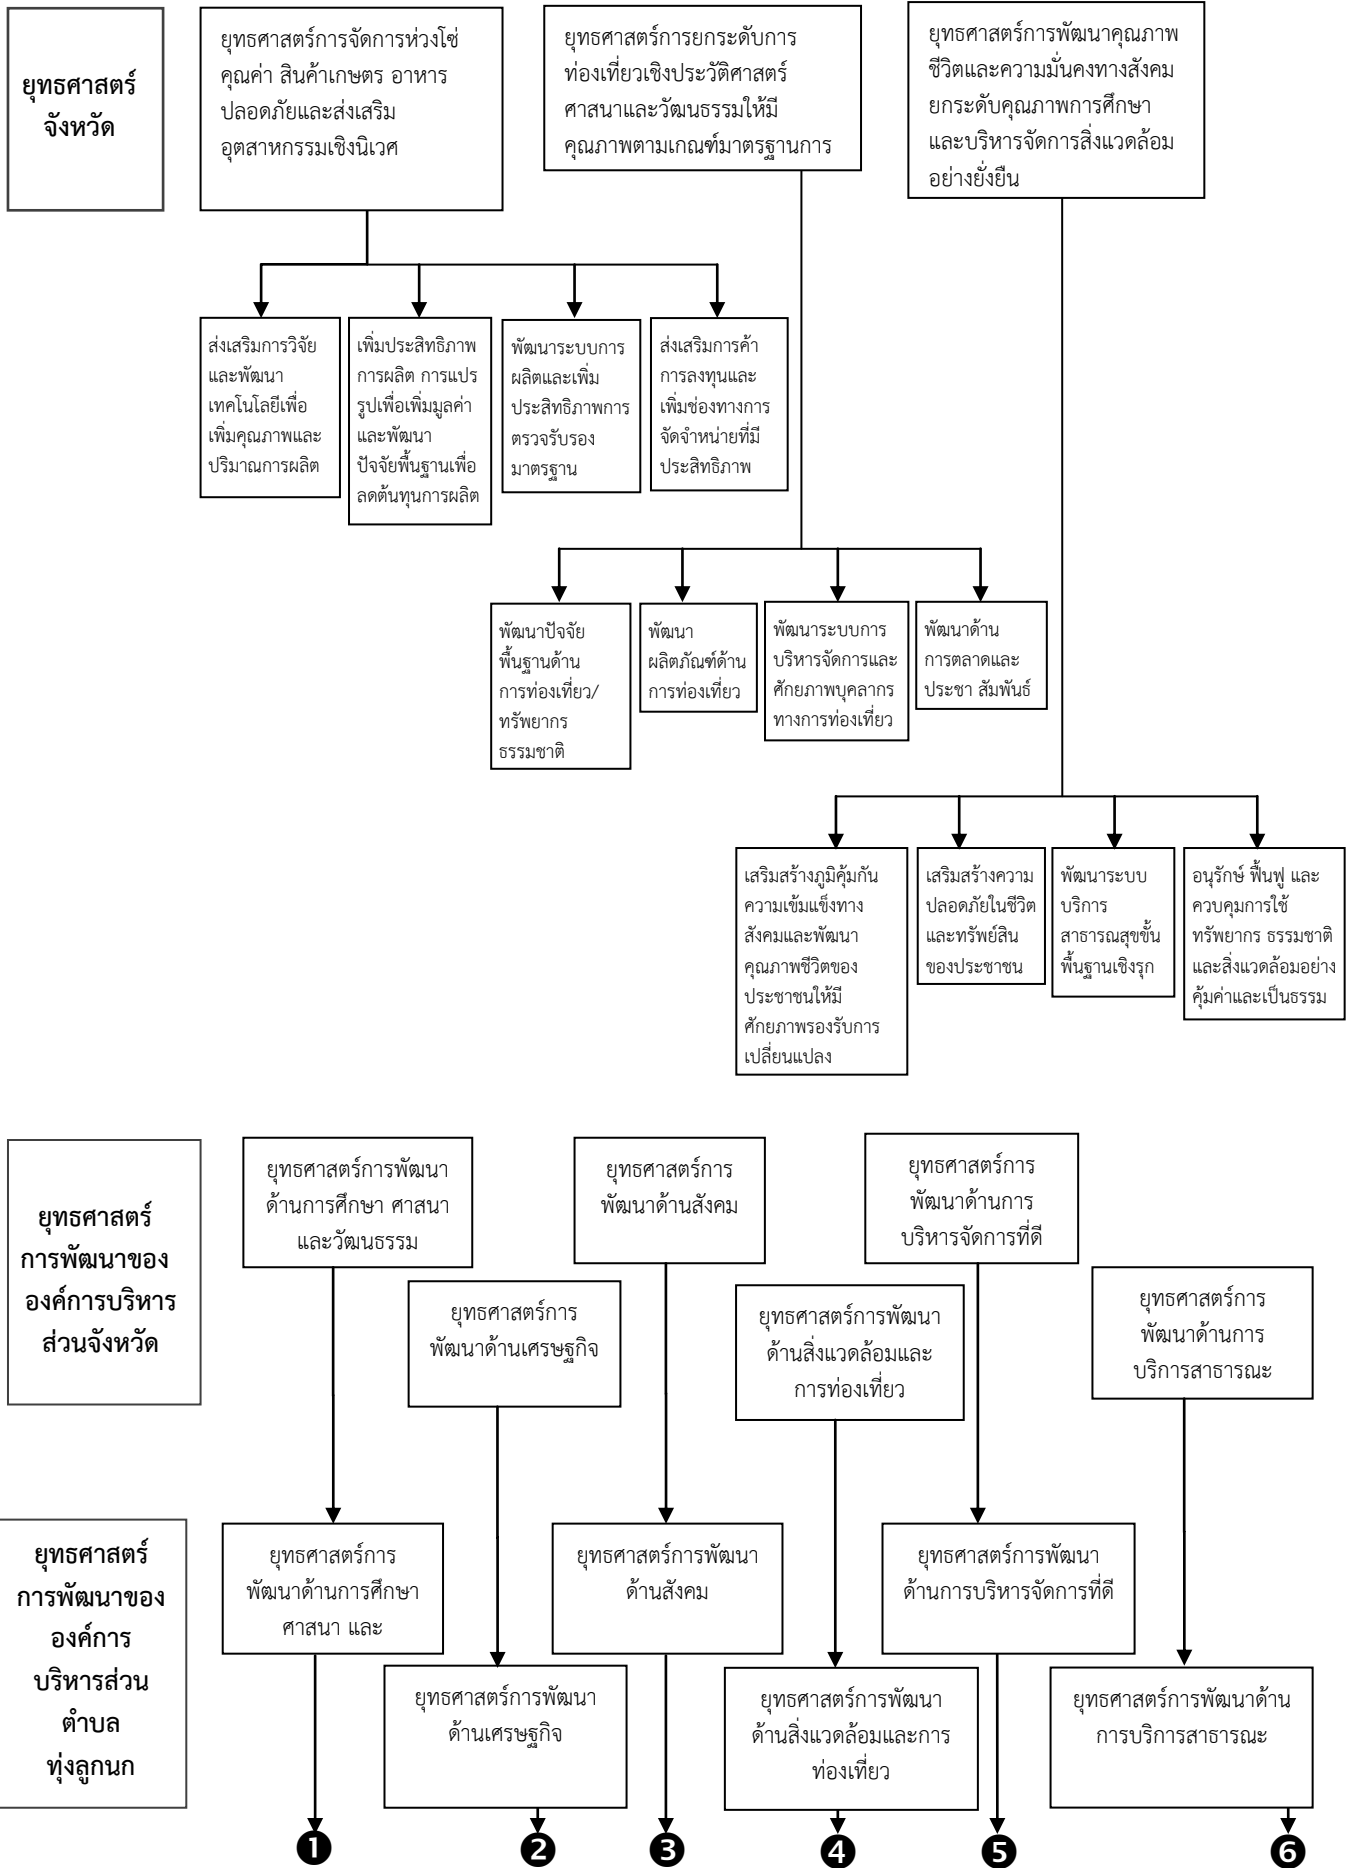 ยุทธศาสตร์
จังหวัด
ยุทธศาสตร์การจัดการห่วงโซ่
คุณค่า สินค้าเกษตร อาหาร
ปลอดภัยและส่งเสริม
อุตสาหกรรมเชิงนิเวศ
ยุทธศาสตร์การยกระดับการ
ท่องเที่ยวเชิงประวัติศาสตร์
ศาสนาและวัฒนธรรมให้มี
คุณภาพตามเกณฑ์มาตรฐานการ
ยุทธศาสตร์การพัฒนาคุณภาพ
ชีวิตและความมั่นคงทางสังคม
ยกระดับคุณภาพการศึกษา
และบริหารจัดการสิ่งแวดล้อม
อย่างยั่งยืน
ส่งเสริมการวิจัย
และพัฒนา
เทคโนโลยีเพื่อ
เพิ่มคุณภาพและ
ปริมาณการผลิต
เพิ่มประสิทธิภาพ
การผลิต การแปร
รูปเพื่อเพิ่มมูลค่า
และพัฒนา
ปัจจัยพื้นฐานเพื่อ
ลดต้นทุนการผลิต
พัฒนาระบบการ
ผลิตและเพิ่ม
ประสิทธิภาพการ
ตรวจรับรอง
มาตรฐาน
ส่งเสริมการค้า
การลงทุนและ
เพิ่มช่องทางการ
จัดจำหน่ายที่มี
ประสิทธิภาพ
พัฒนาปัจจัย
พื้นฐานด้าน
การท่องเที่ยว/
ทรัพยากร
ธรรมชาติ
พัฒนา
ผลิตภัณฑ์ด้าน
การท่องเที่ยว
พัฒนาระบบการ
บริหารจัดการและ
ศักยภาพบุคลากร
ทางการท่องเที่ยว
พัฒนาด้าน
การตลาดและ
ประชา สัมพันธ์
เสริมสร้างภูมิคุ้มกัน
ความเข้มแข็งทาง
สังคมและพัฒนา
คุณภาพชีวิตของ
ประชาชนให้มี
ศักยภาพรองรับการ
เปลี่ยนแปลง
เสริมสร้างความ
ปลอดภัยในชีวิต
และทรัพย์สิน
ของประชาชน
พัฒนาระบบ
บริการ
สาธารณสุขขั้น
พื้นฐานเชิงรุก
อนุรักษ์ ฟื้นฟู และ
ควบคุมการใช้
ทรัพยากร ธรรมชาติ
และสิ่งแวดล้อมอย่าง
คุ้มค่าและเป็นธรรม
ยุทธศาสตร์
การพัฒนาของ
องค์การบริหาร
ส่วนจังหวัด
ยุทธศาสตร์การพัฒนา
ด้านการศึกษา ศาสนา
และวัฒนธรรม
ยุทธศาสตร์การ
พัฒนาด้านเศรษฐกิจ
ยุทธศาสตร์การ
พัฒนาด้านสังคม
ยุทธศาสตร์การพัฒนา
ด้านสิ่งแวดล้อมและ
การท่องเที่ยว
ยุทธศาสตร์การ
พัฒนาด้านการ
บริหารจัดการที่ดี
ยุทธศาสตร์การ
พัฒนาด้านการ
บริการสาธารณะ
ยุทธศาสตร์
การพัฒนาของ
องค์การ
บริหารส่วน
ตำบล
ทุ่งลูกนก
ยุทธศาสตร์การ
พัฒนาด้านการศึกษา
ศาสนา และ
ยุทธศาสตร์การพัฒนา
ด้านเศรษฐกิจ
ยุทธศาสตร์การพัฒนา
ด้านสังคม
ยุทธศาสตร์การพัฒนา
ด้านสิ่งแวดล้อมและการ
ท่องเที่ยว
ยุทธศาสตร์การพัฒนา
ด้านการบริหารจัดการที่ดี
ยุทธศาสตร์การพัฒนาด้าน
การบริการสาธารณะ
❶
❷
❸
❹
❺
❻